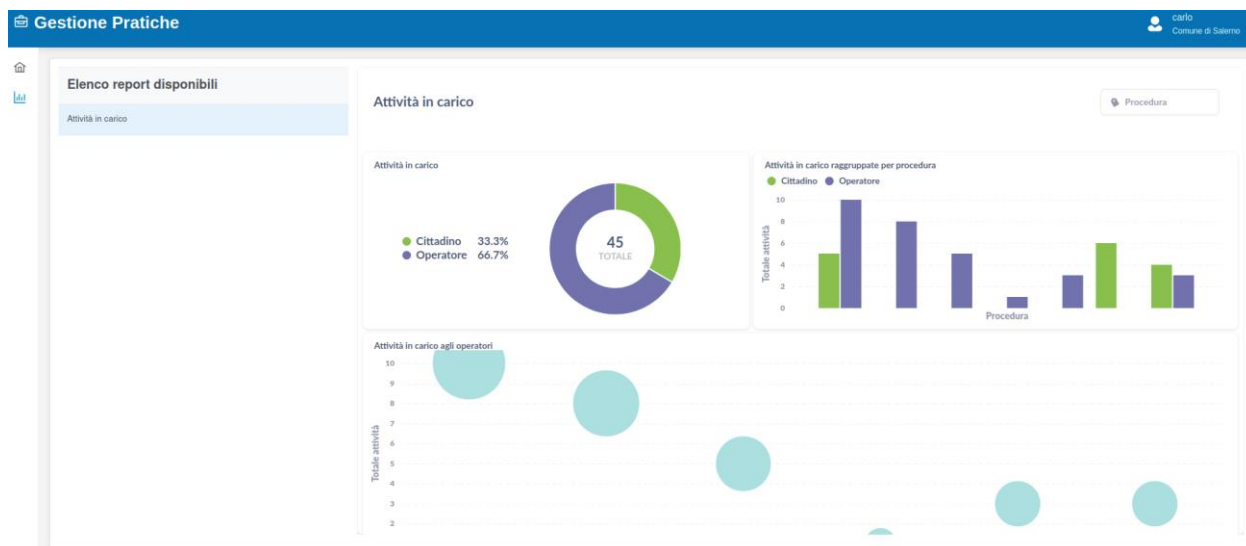 Gestione Pratiche
carlo
Comune di Salerno
Elenco report disponibili
Attività in carico
Attività in carico
Procedura
Attività in carico
Cittadino 33.3%
Operatore 66.7%
45
TOTALE
Attività in carico raggruppate per procedura
Cittadino Operatore
Totale attività
10
8
6
4
2
0
Procedura
Attività in carico agli operatori
Totale attività
10
9
8
7
6
5
4
3
2